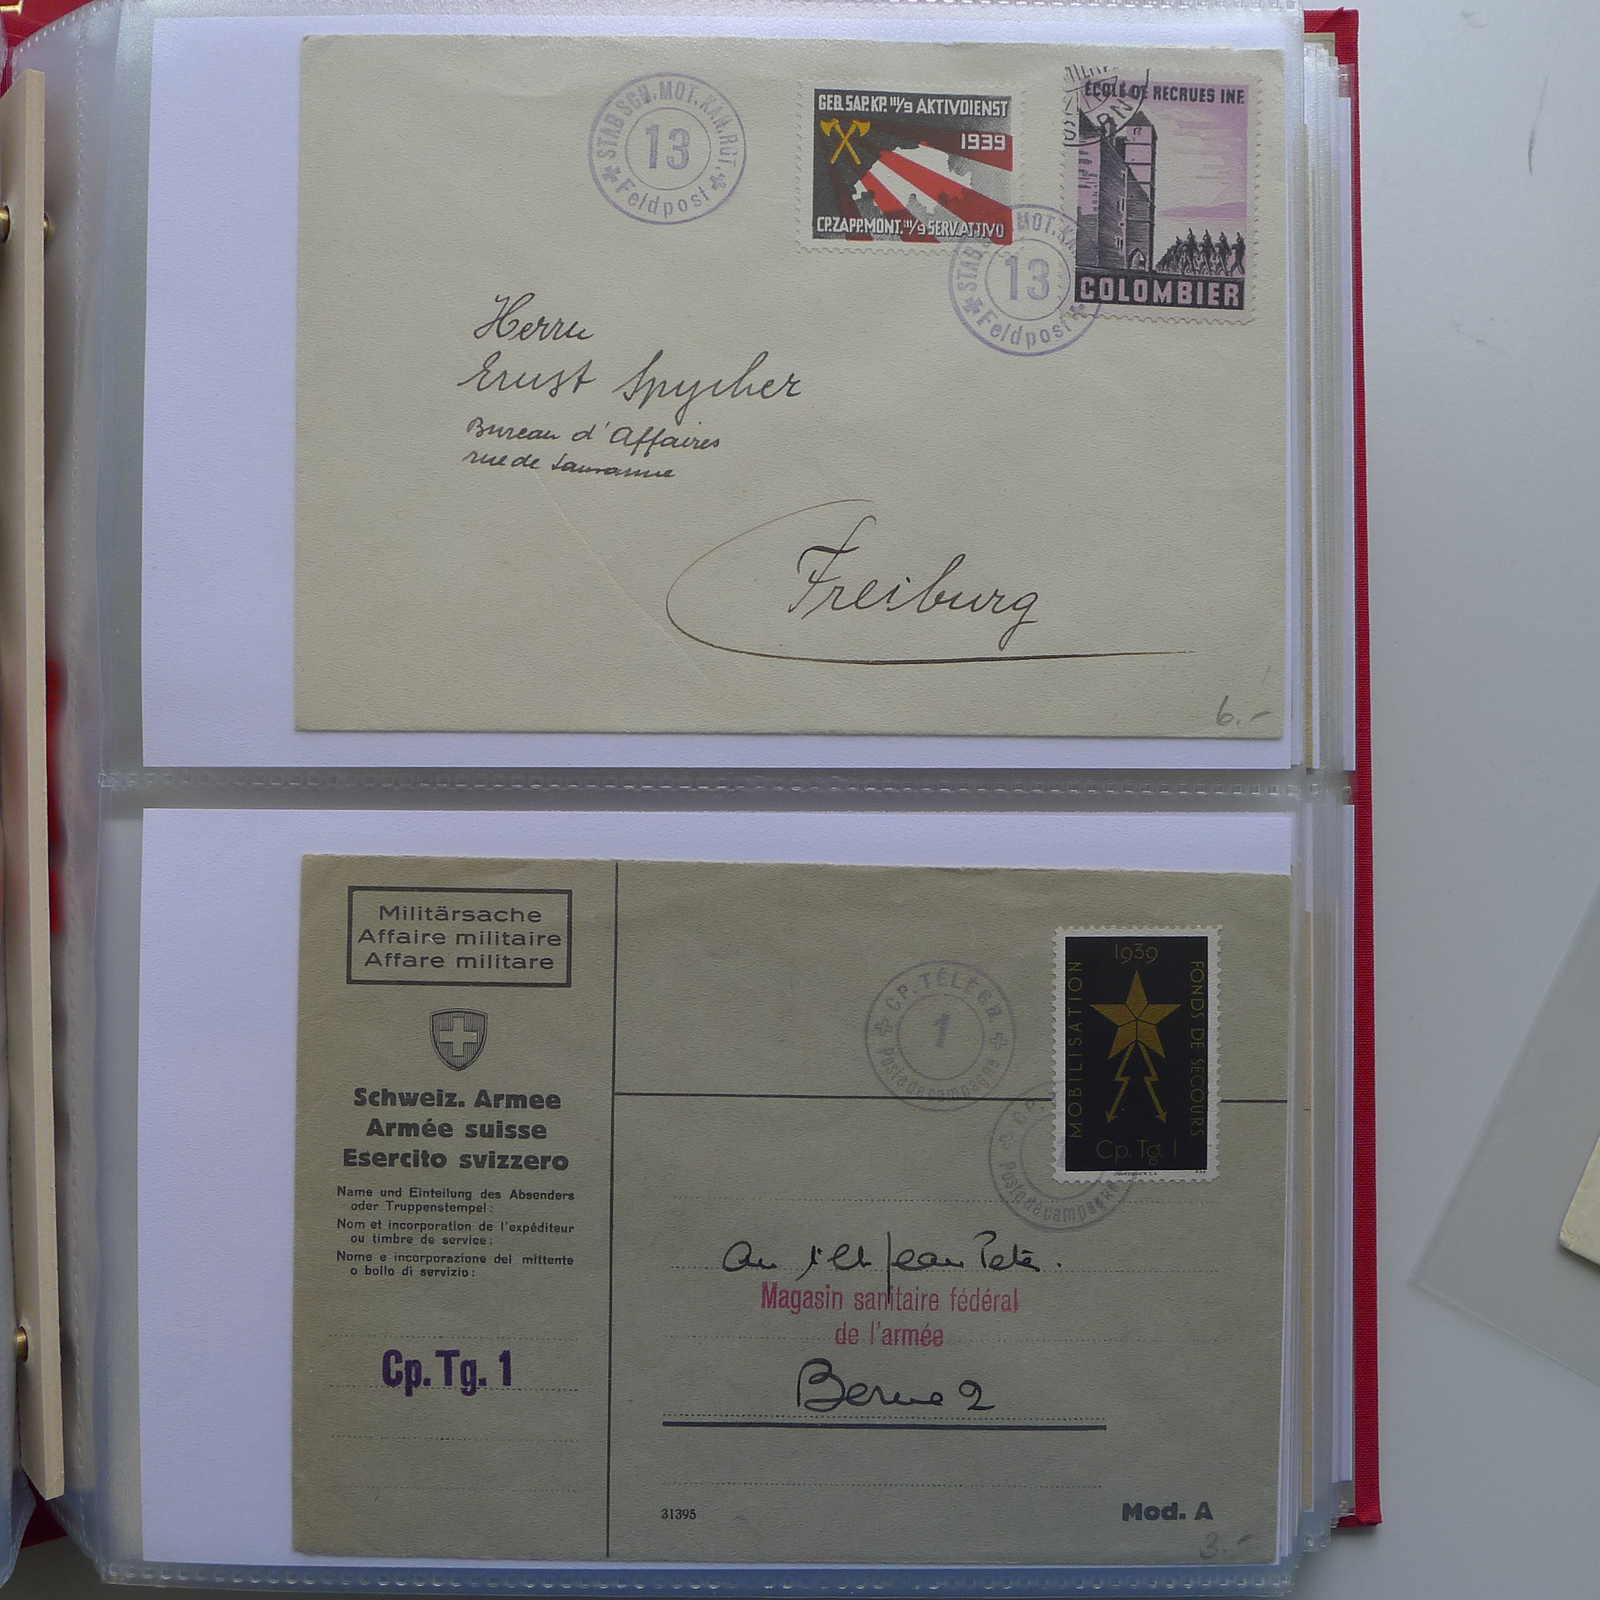 STAB SCH. MOT. KAN. RGT.
13
Feldpost
GEB. SAP. KP. III/9 AKTIVDIENST
1939
CP. ZAPP. MONT. III/9 SERV. ATTIVO
ÉCOLE DE RECRUES INF.
COLOMBIER
STAB MOT. KA
13
Feldpost
Herrn
Ernst Spycher
Bureau d'Affaires
rue de Lausanne
Freiburg
6.-
Militärsache
Affaire militaire
Affare militare
Schweiz. Armee
Armée suisse
Esercito svizzero
Name und Einteilung des Absenders
oder Truppenstempel:
Nom et incorporation de l'expéditeur
ou timbre de service:
Nome e incorporazione del mittente
o bollo di servizio:
Cp. Tg. 1
CP. TÉLÉGR.
1
Poste de campagne
CP.
Poste de campagne
1939
MOBILISATION
FONDS DE SECOURS
Cp. Tg. 1
Jean
Magasin sanitaire fédéral
de l'armée
Berne 2
31395
Mod. A
3.-